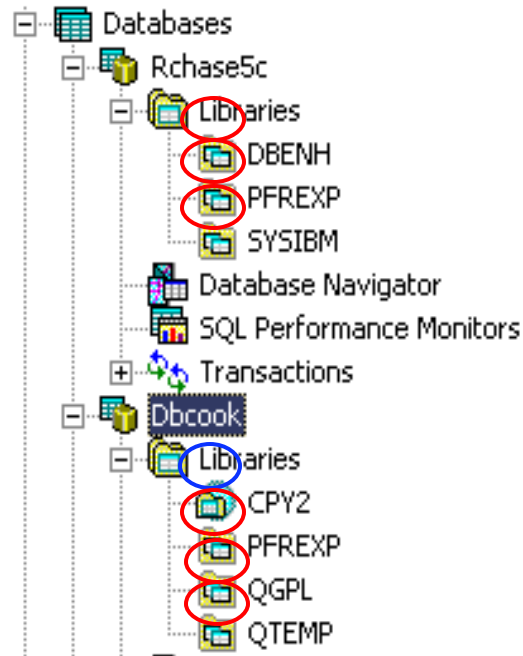 Databases
Rchase5c
Libraries
DBENH
PFREXP
SYSIBM
Database Navigator
SQL Performance Monitors
Transactions
Dbcook
Libraries
CPY2
PFREXP
QGPL
QTEMP